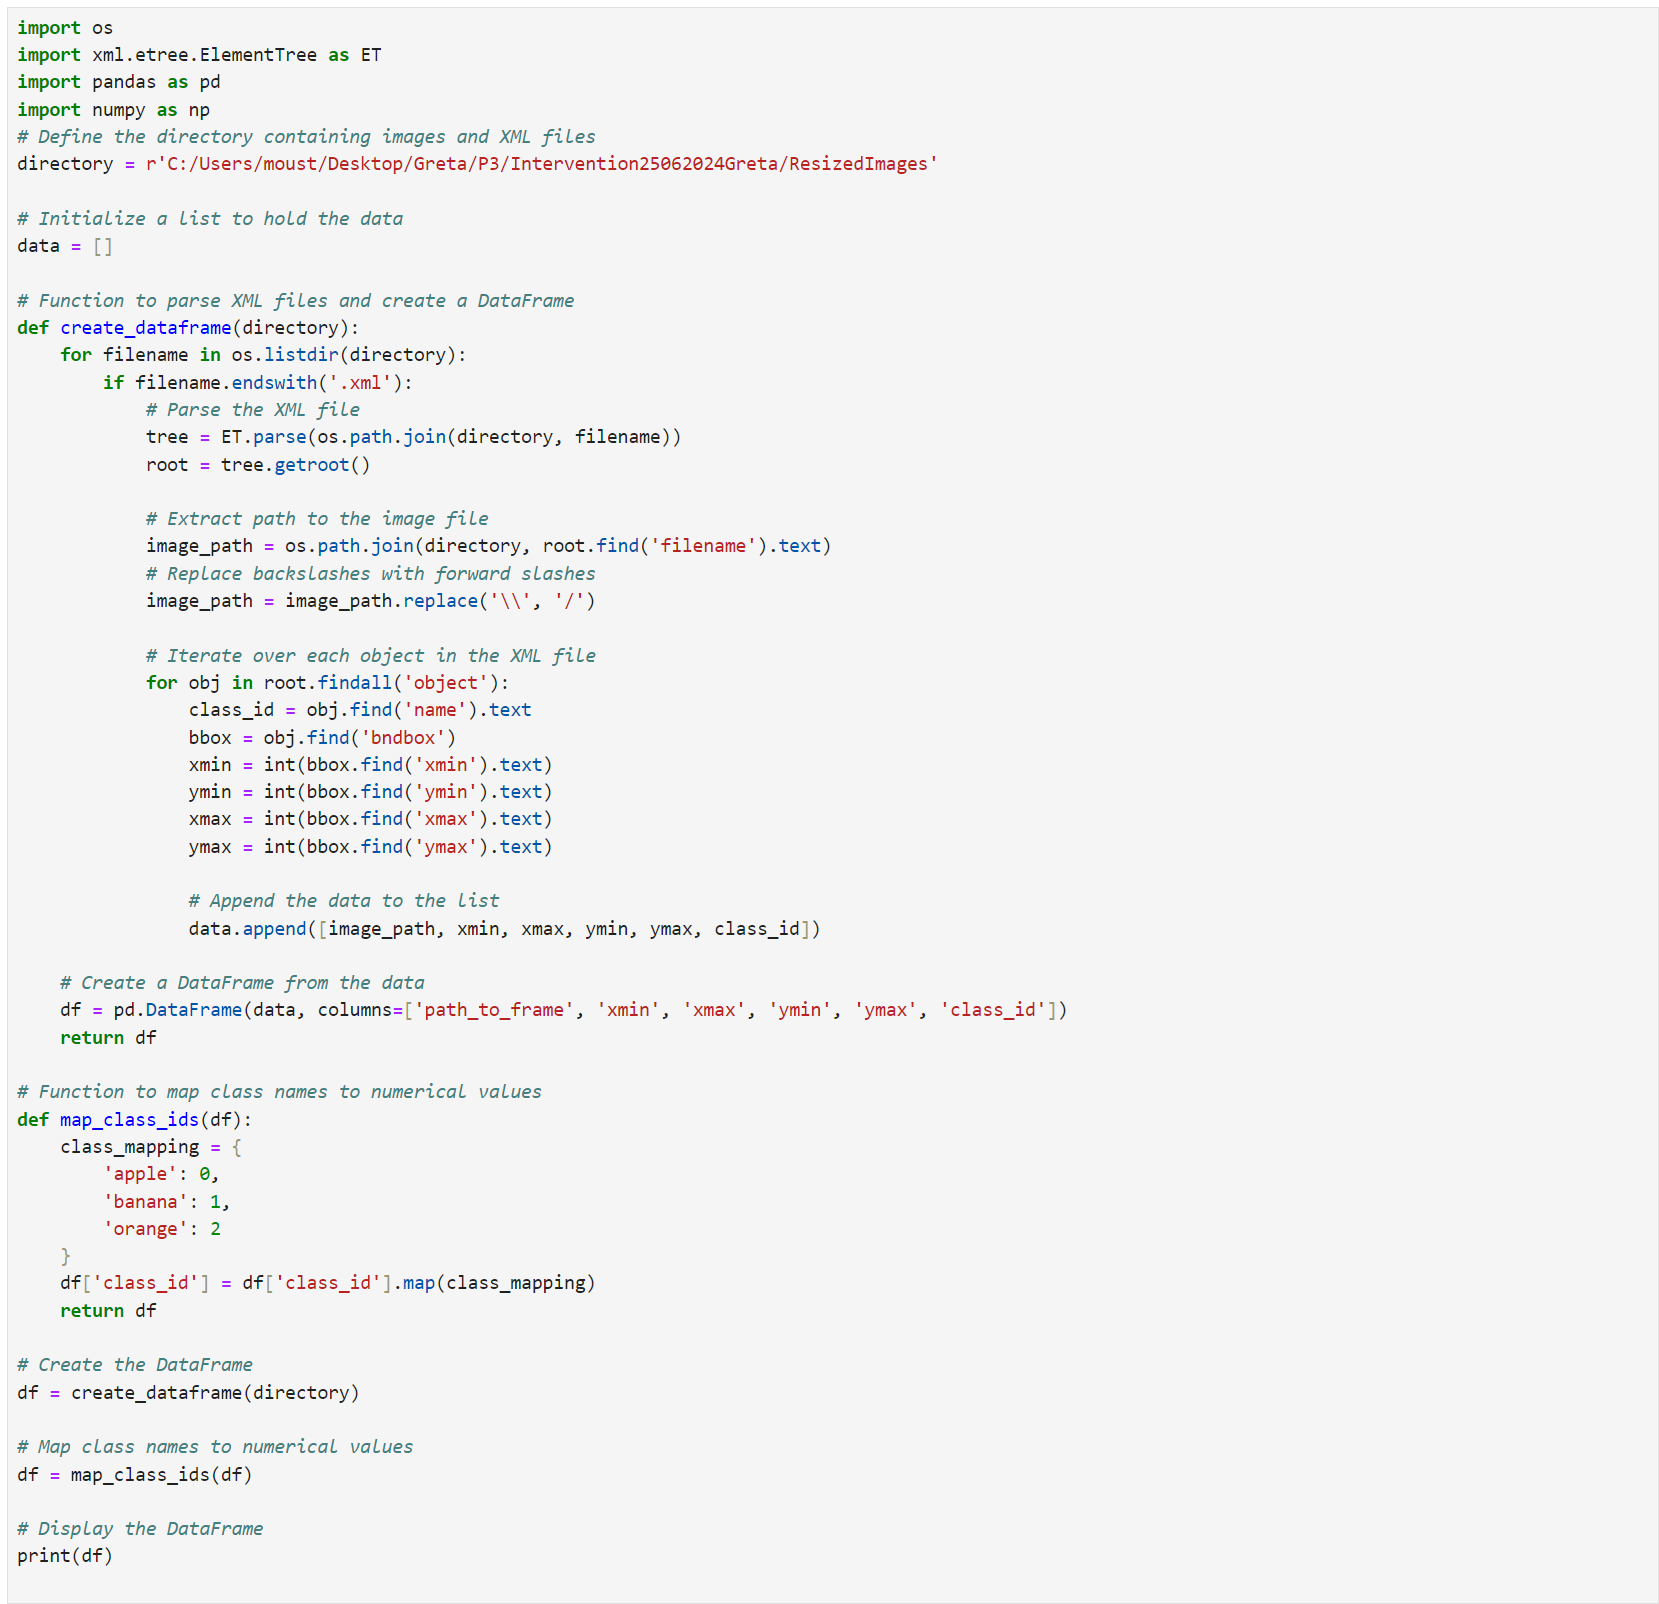 import os
import xml.etree.ElementTree as ET
import pandas as pd
import numpy as np
# Define the directory containing images and XML files
directory = r'C:/Users/moust/Desktop/Greta/P3/Intervention25062024Greta/ResizedImages'

# Initialize a list to hold the data
data = []

# Function to parse XML files and create a DataFrame
def create_dataframe(directory):
    for filename in os.listdir(directory):
        if filename.endswith('.xml'):
            # Parse the XML file
            tree = ET.parse(os.path.join(directory, filename))
            root = tree.getroot()

            # Extract path to the image file
            image_path = os.path.join(directory, root.find('filename').text)
            # Replace backslashes with forward slashes
            image_path = image_path.replace('\\', '/')

            # Iterate over each object in the XML file
            for obj in root.findall('object'):
                class_id = obj.find('name').text
                bbox = obj.find('bndbox')
                xmin = int(bbox.find('xmin').text)
                ymin = int(bbox.find('ymin').text)
                xmax = int(bbox.find('xmax').text)
                ymax = int(bbox.find('ymax').text)

                # Append the data to the list
                data.append([image_path, xmin, xmax, ymin, ymax, class_id])

    # Create a DataFrame from the data
    df = pd.DataFrame(data, columns=['path_to_frame', 'xmin', 'xmax', 'ymin', 'ymax', 'class_id'])
    return df

# Function to map class names to numerical values
def map_class_ids(df):
    class_mapping = {
        'apple': 0,
        'banana': 1,
        'orange': 2
    }
    df['class_id'] = df['class_id'].map(class_mapping)
    return df

# Create the DataFrame
df = create_dataframe(directory)

# Map class names to numerical values
df = map_class_ids(df)

# Display the DataFrame
print(df)